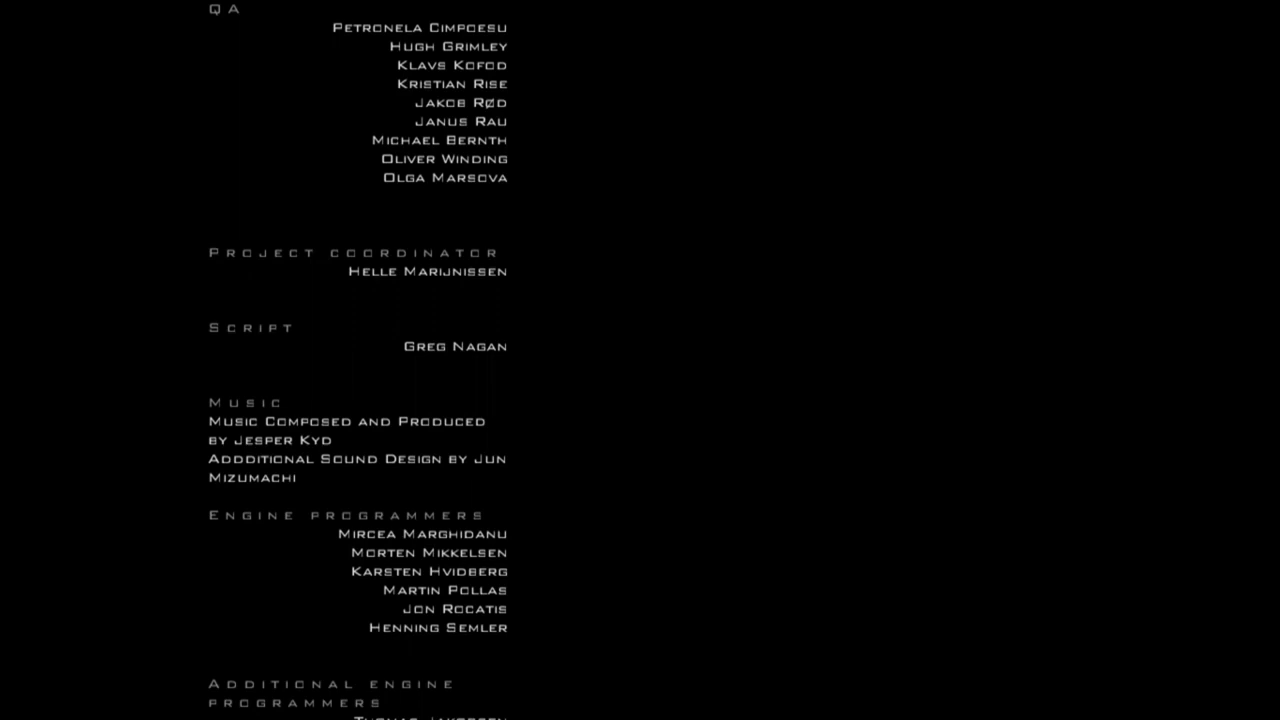 QA
Petronela Cimpoesu
Hugh Grimley
Klavs Kofod
Kristian Rise
Jakob Rød
Janus Rau
Michael Bernth
Oliver Winding
Olga Marsova
Project coordinator
Helle Marijnissen
Script
Greg Nagan
Music
Music Composed and Produced
by Jesper Kyd
Addditional Sound Design by Jun
Mizumachi
Engine programmers
Mircea Marghidanu
Morten Mikkelsen
Karsten Hvidberg
Martin Pollas
Jon Rocatis
Henning Semler
Additional engine
programmers